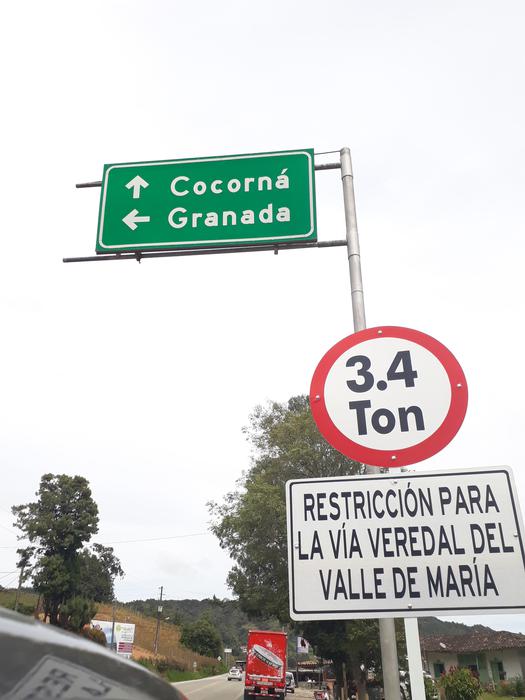 Cocorná
Granada
3.4
Ton
RESTRICCIÓN PARA
LA VÍA VEREDAL DEL
VALLE DE MARÍA